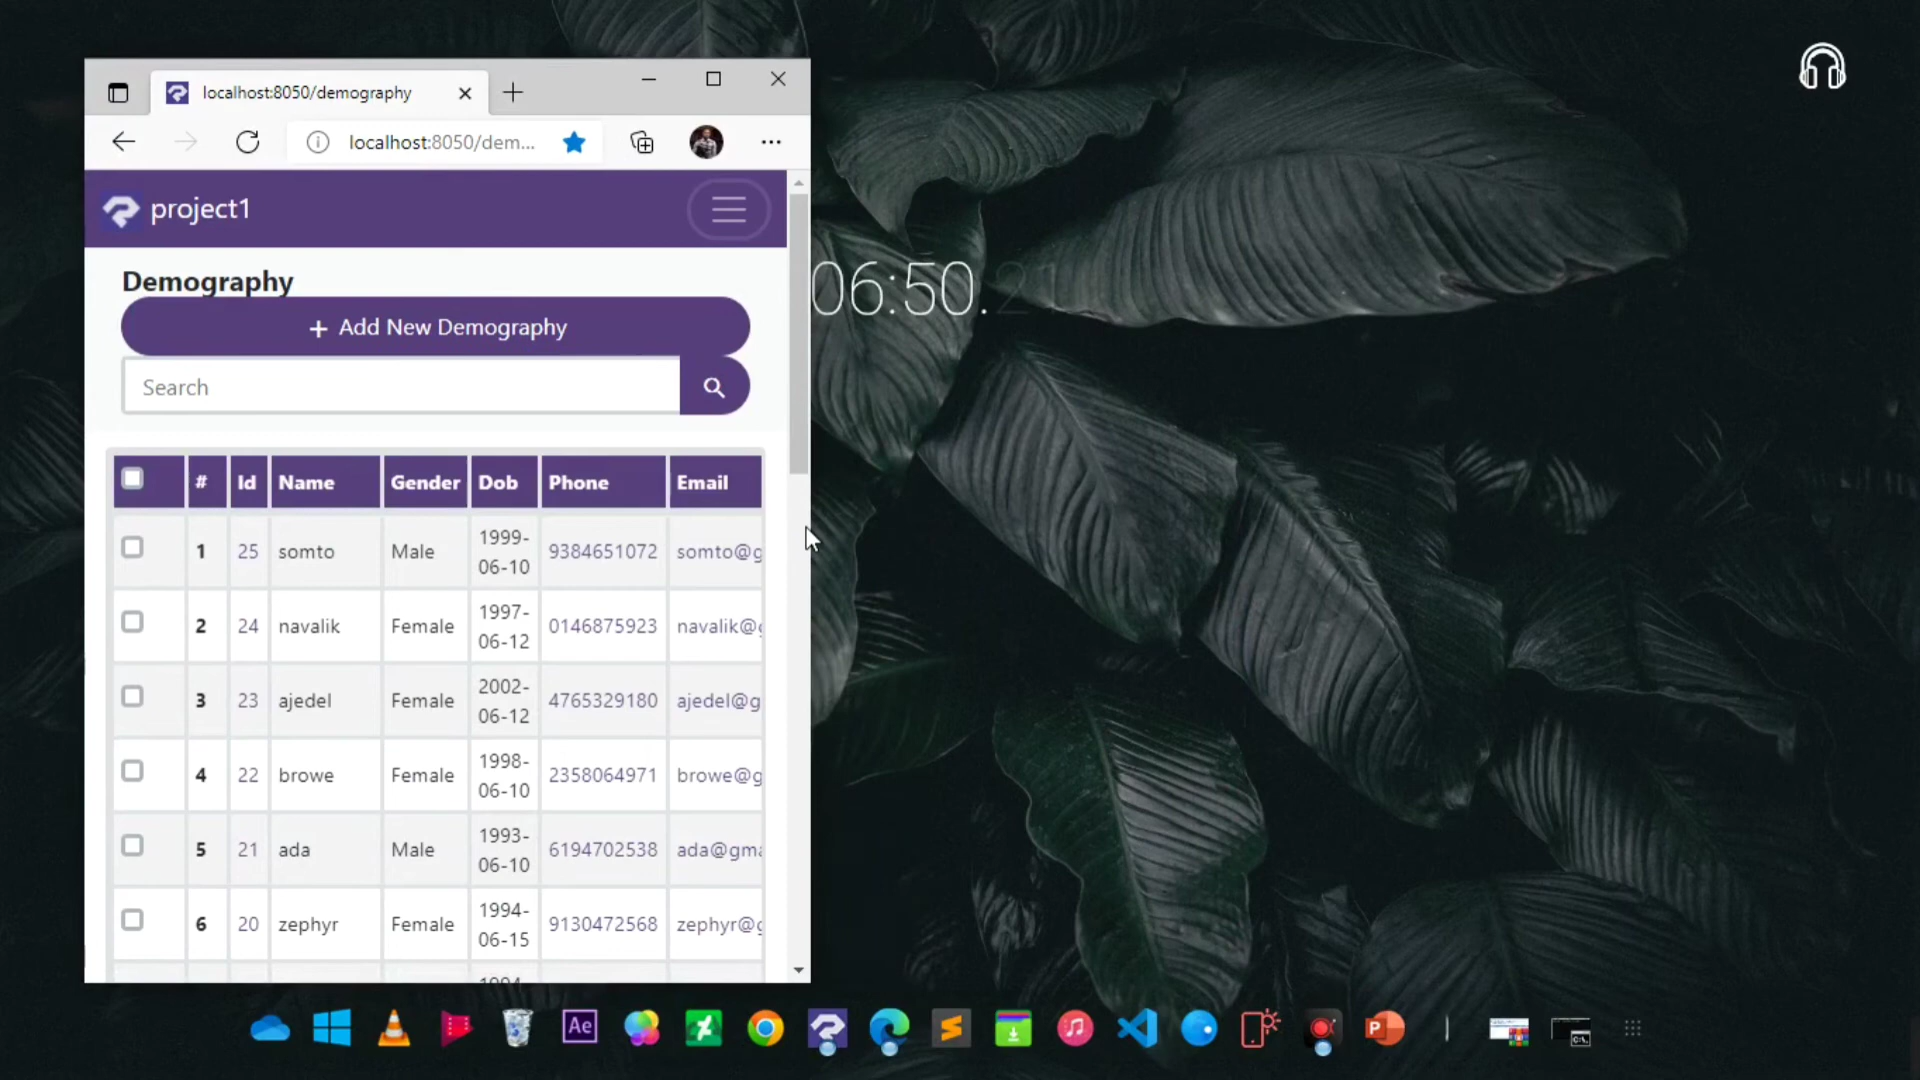 localhost:8050/demography
localhost:8050/dem...
project1
Demography
+ Add New Demography
Search
# Id Name Gender Dob Phone Email
1 25 somto Male 1999-06-10 9384651072 somto@g
2 24 navalik Female 1997-06-12 0146875923 navalik@
3 23 ajedel Female 2002-06-12 4765329180 ajedel@g
4 22 browe Female 1998-06-10 2358064971 browe@g
5 21 ada Male 1993-06-10 6194702538 ada@gma
6 20 zephyr Female 1994-06-15 9130472568 zephyr@g
06:50.
Ae
P